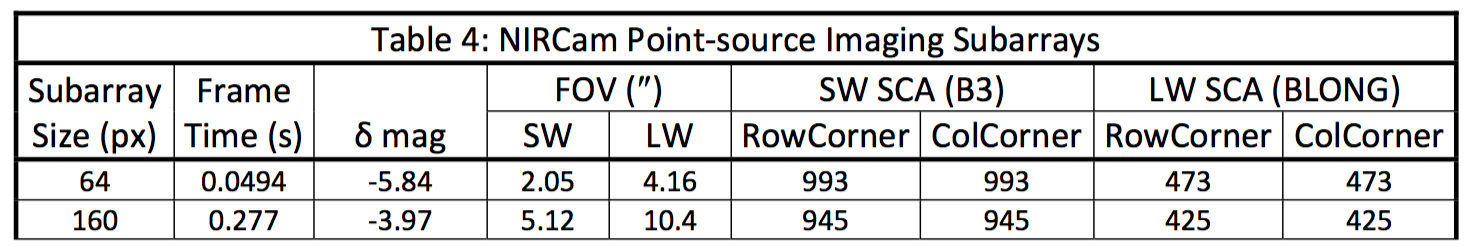 Table 4: NIRCam Point-source Imaging Subarrays
Subarray Size (px) Frame Time (s) δ mag FOV (″) SW SCA (B3) LW SCA (BLONG)
SW LW RowCorner ColCorner RowCorner ColCorner
64 0.0494 -5.84 2.05 4.16 993 993 473 473
160 0.277 -3.97 5.12 10.4 945 945 425 425